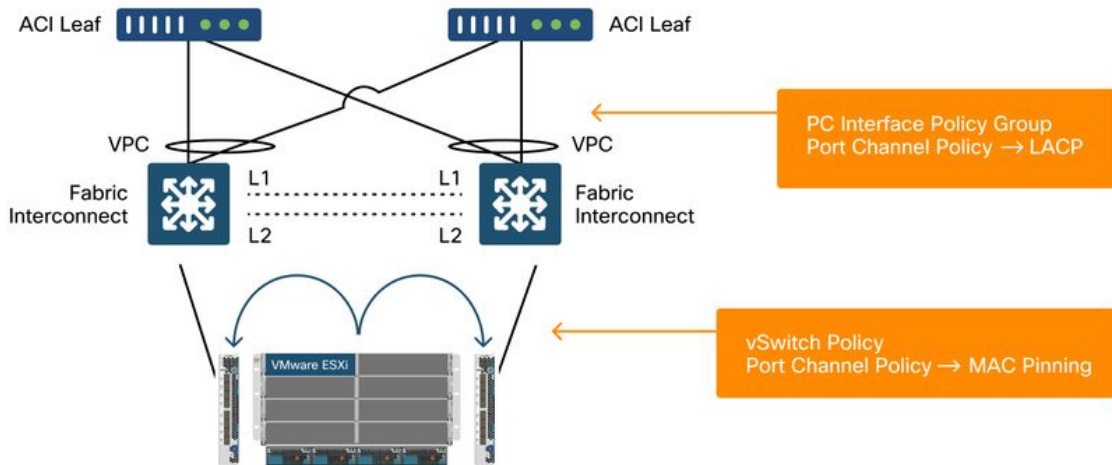 ACI Leaf
ACI Leaf
PC Interface Policy Group
Port Channel Policy → LACP
VPC
VPC
Fabric
Interconnect
L1
L1
L2
L2
Fabric
Interconnect
VMware ESXi
vSwitch Policy
Port Channel Policy → MAC Pinning